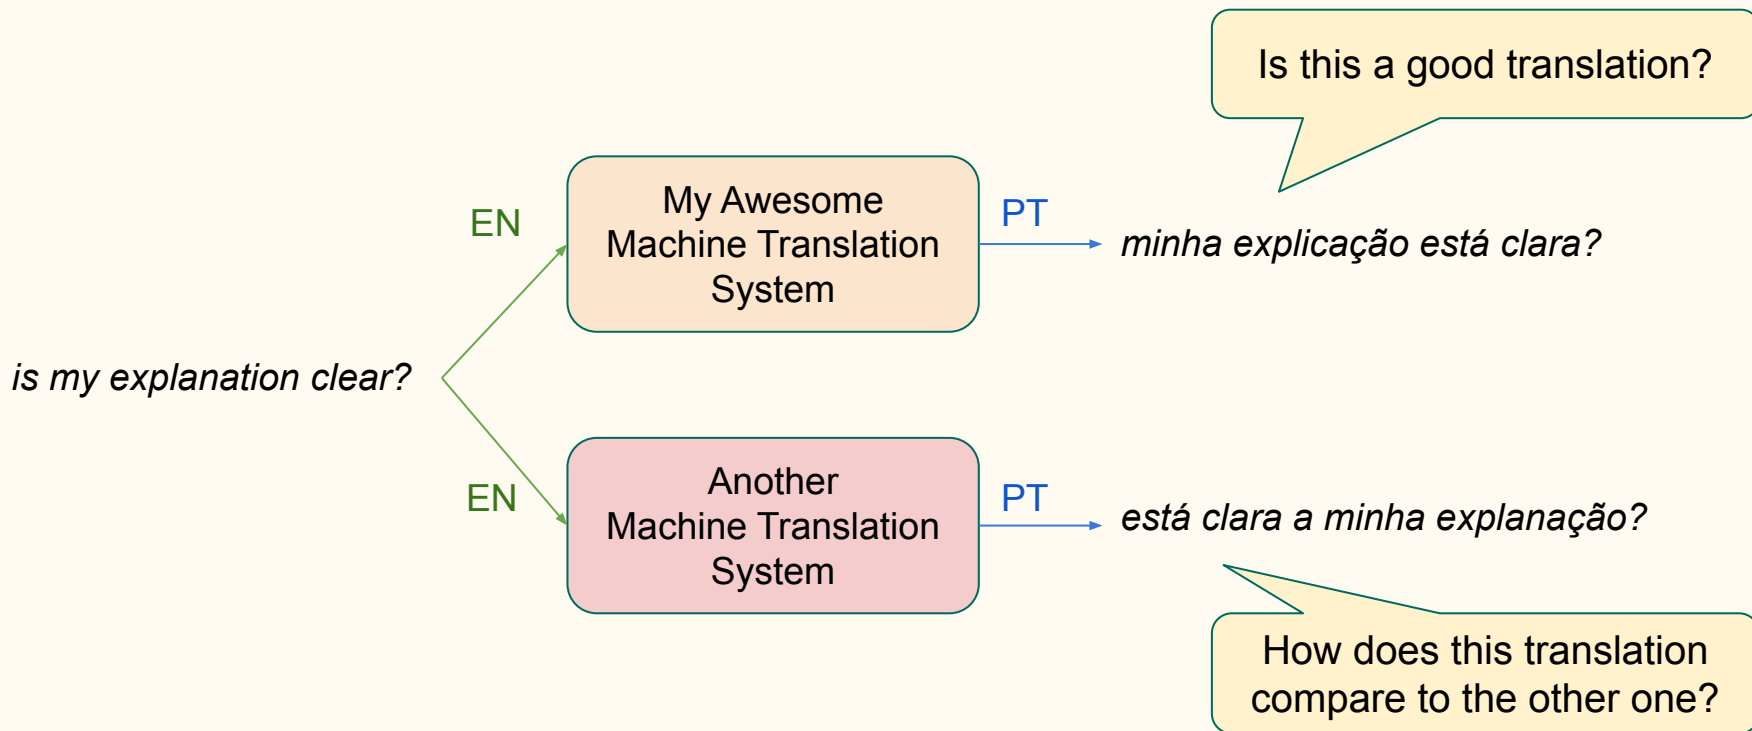 Is this a good translation?
My Awesome
Machine Translation
System
EN
PT
minha explicação está clara?
is my explanation clear?
Another
Machine Translation
System
EN
PT
está clara a minha explanação?
How does this translation
compare to the other one?